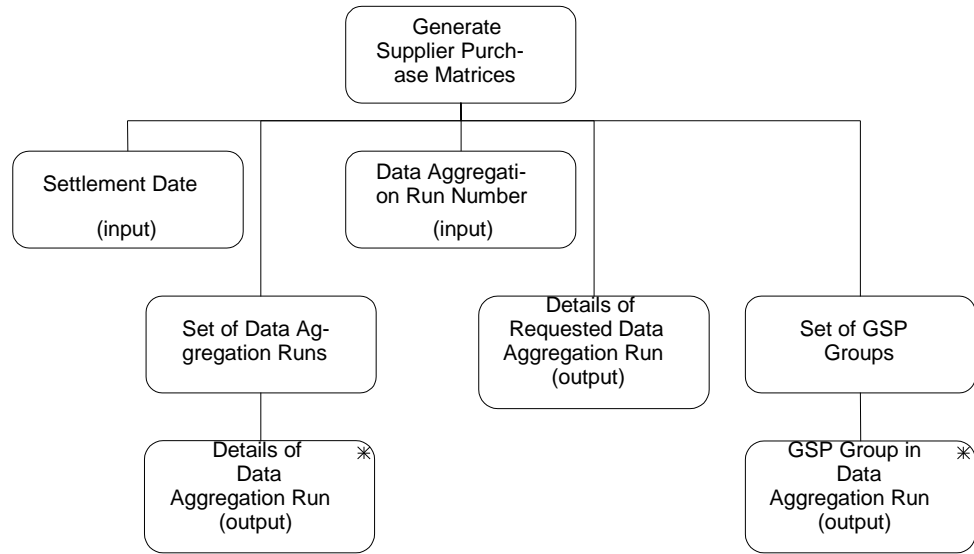 Generate
Supplier Purch-
ase Matrices
Settlement Date
(input)
Data Aggregati-
on Run Number
(input)
Set of Data Ag-
gregation Runs
Details of
Requested Data
Aggregation Run
(output)
Set of GSP
Groups
Details of
Data
Aggregation Run
(output)
GSP Group in
Data
Aggregation Run
(output)